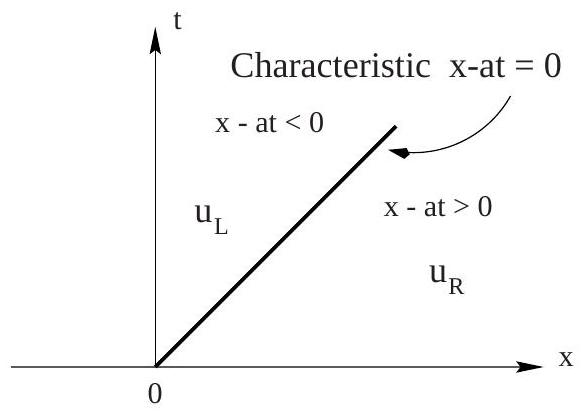 t
Characteristic x-at = 0
x - at < 0
x - at > 0
u_L
u_R
x
0